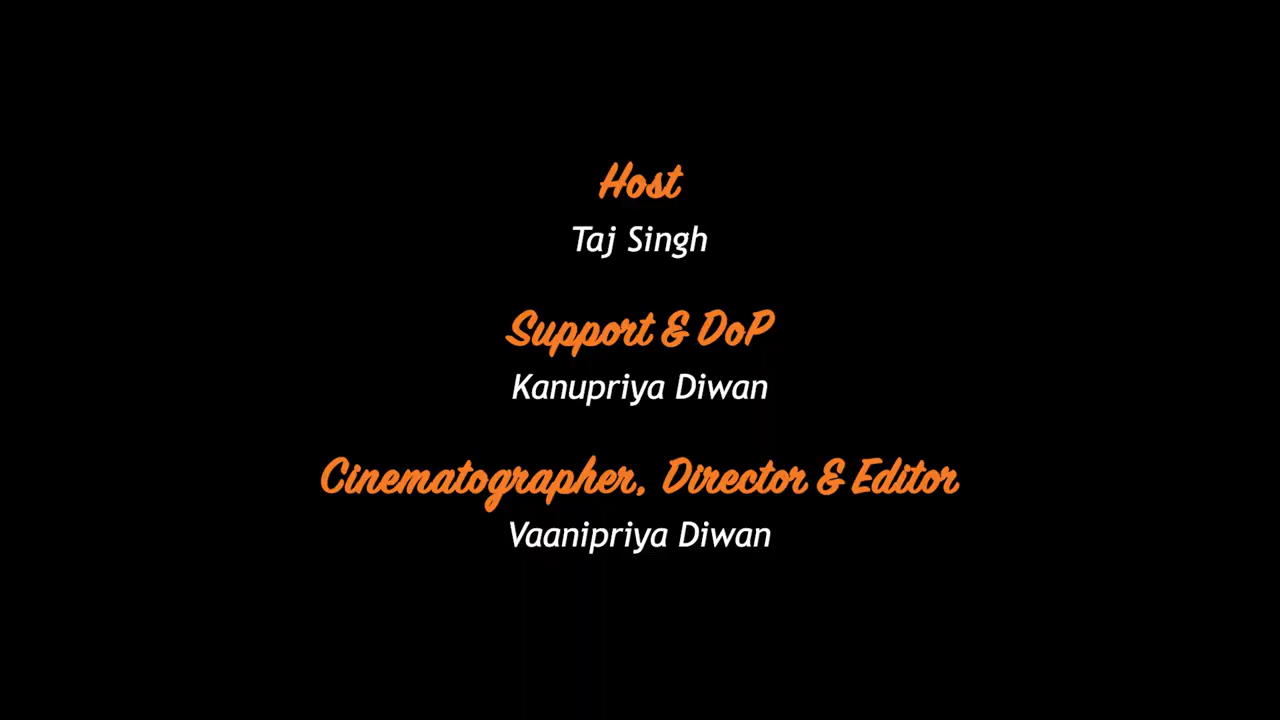 Host
Taj Singh
Support & DoP
Kanupriya Diwan
Cinematographer, Director & Editor
Vaanipriya Diwan